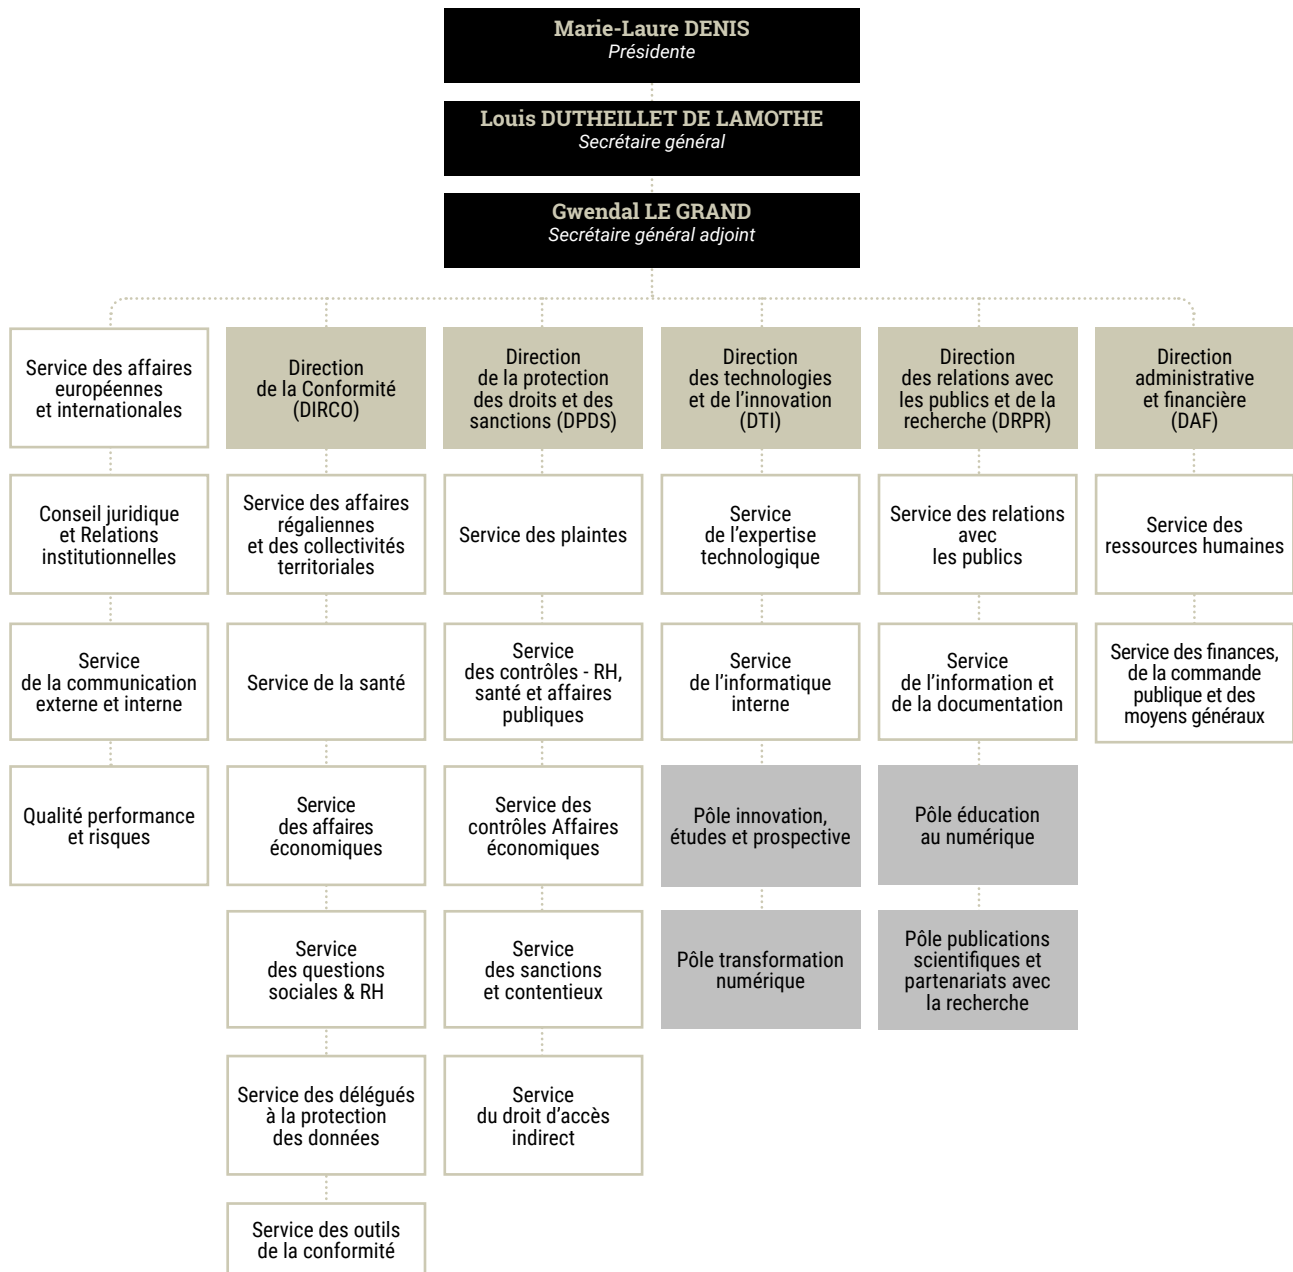 Marie-Laure DENIS
Présidente
Louis DUTHEILLET DE LAMOTHE
Secrétaire général
Gwendal LE GRAND
Secrétaire général adjoint
Service des affaires
européennes
et internationales
Conseil juridique
et Relations
institutionnelles
Service
de la communication
externe et interne
Qualité performance
et risques
Direction
de la Conformité
(DIRCO)
Service des affaires
régaliennes
et des collectivités
territoriales
Service de la santé
Service
des affaires
économiques
Service
des questions
sociales & RH
Service des délégués
à la protection
des données
Service des outils
de la conformité
Direction
de la protection
des droits et des
sanctions (DPDS)
Service des plaintes
Service
des contrôles - RH,
santé et affaires
publiques
Service des
contrôles Affaires
économiques
Service
des sanctions
et contentieux
Service
du droit d’accès
indirect
Direction
des technologies
et de l’innovation
(DTI)
Service
de l’expertise
technologique
Service
de l’informatique
interne
Pôle innovation,
études et prospective
Pôle transformation
numérique
Direction
des relations avec
les publics et de la
recherche (DRPR)
Service des relations
avec
les publics
Service
de l’information et
de la documentation
Pôle éducation
au numérique
Pôle publications
scientifiques et
partenariats avec
la recherche
Direction
administrative
et financière
(DAF)
Service des
ressources humaines
Service des finances,
de la commande
publique et des
moyens généraux